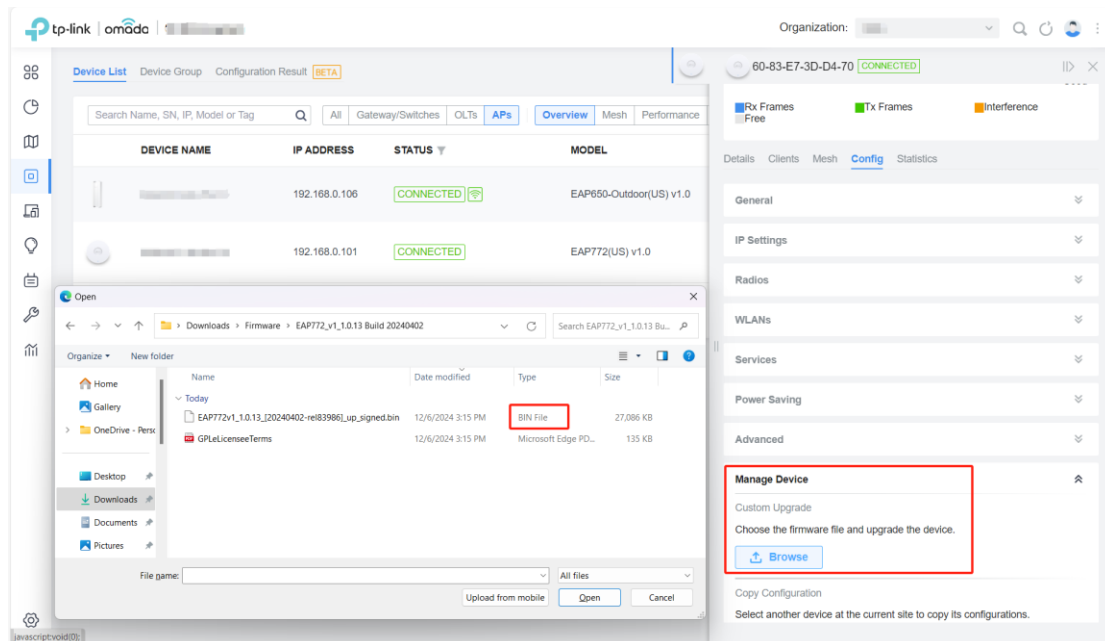 tp-link | omada
Organization:
Device List Device Group Configuration Result BETA
60-83-E7-3D-D4-70 CONNECTED
Search Name, SN, IP, Model or Tag
All Gateway/Switches OLTs APs
Overview Mesh Performance
Rx Frames Tx Frames Interference
Free
DEVICE NAME IP ADDRESS STATUS MODEL
Details Clients Mesh Config Statistics
192.168.0.106 CONNECTED EAP650-Outdoor(US) v1.0
192.168.0.101 CONNECTED EAP772(US) v1.0
General
IP Settings
Radios
WLANs
Services
Power Saving
Advanced
Manage Device
Custom Upgrade
Choose the firmware file and upgrade the device.
Browse
Copy Configuration
Select another device at the current site to copy its configurations.
Open
Downloads > Firmware > EAP772_v1_1.0.13 Build 20240402
Search EAP772_v1_1.0.13 Bu...
Organize New folder
Home
Gallery
OneDrive - Persc
Desktop
Downloads
Documents
Pictures
Name Date modified Type Size
Today
EAP772v1_1.0.13_[20240402-rel83986]_up_signed.bin 12/6/2024 3:15 PM BIN File 27,086 KB
GPLeLicenseeTerms 12/6/2024 3:15 PM Microsoft Edge PD... 135 KB
File name: All files
Upload from mobile Open Cancel
javascript:void(0);